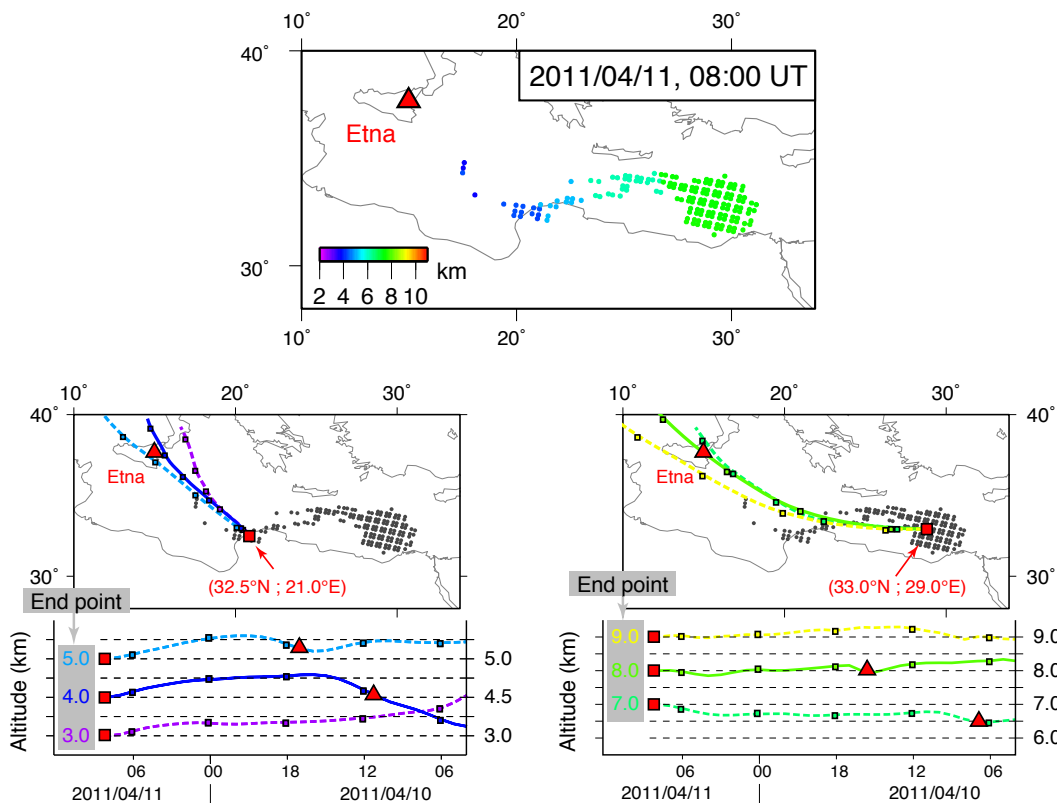 10˚ 20˚ 30˚
40˚
2011/04/11, 08:00 UT
Etna
30˚
km
2 4 6 8 10
10˚ 20˚ 30˚
10˚ 20˚ 30˚
40˚
Etna
30˚
(32.5°N ; 21.0°E)
End point
Altitude (km)
5.0 5.0
4.0 4.5
3.0 3.0
06 00 18 12 06
2011/04/11 2011/04/10
10˚ 20˚ 30˚
40˚
Etna
30˚
(33.0°N ; 29.0°E)
End point
Altitude (km)
9.0 9.0
8.0 8.0
7.0 7.0
6.0
06 00 18 12 06
2011/04/11 2011/04/10